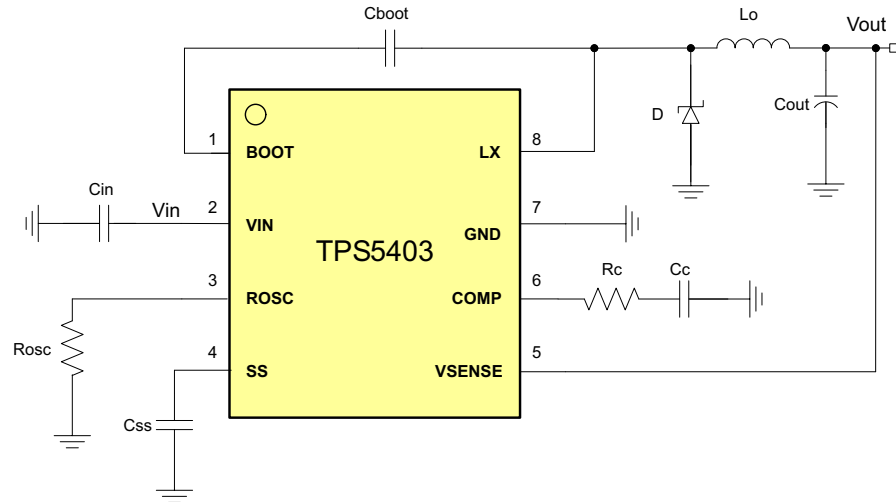 Cboot
Lo
Vout
D
Cout
1
BOOT
LX
8
Cin
Vin
2
VIN
7
GND
TPS5403
3
ROSC
COMP
6
Rc
Cc
Rosc
4
SS
VSENSE
5
Css